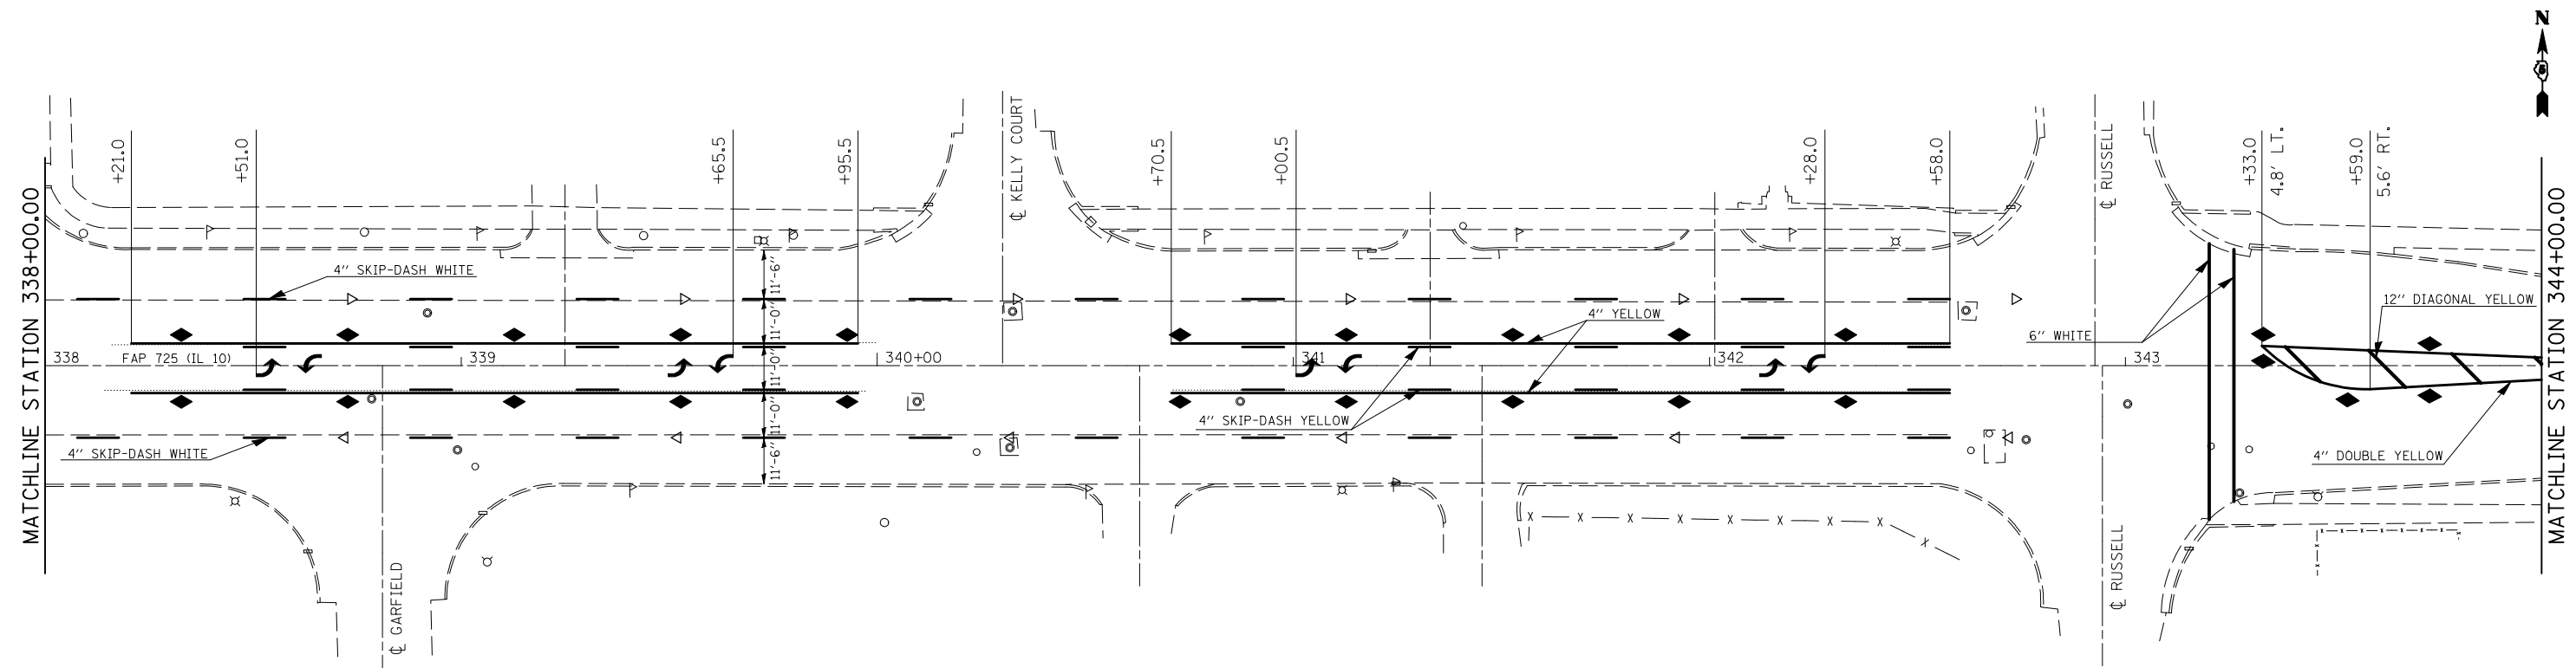 N
+21.0
+51.0
+65.5
+95.5
℄ KELLY COURT
+70.5
+00.5
+28.0
+58.0
℄ RUSSELL
+33.0
4.8' LT.
+59.0
5.6' RT.
MATCHLINE STATION 338+00.00
MATCHLINE STATION 344+00.00
4" SKIP-DASH WHITE
11'-6"
11'-0"
11'-0"
11'-0"
11'-6"
4" YELLOW
6" WHITE
12" DIAGONAL YELLOW
338
FAP 725 (IL 10)
339
340+00
341
342
343
4" SKIP-DASH YELLOW
4" SKIP-DASH WHITE
4" DOUBLE YELLOW
℄ GARFIELD
℄ RUSSELL